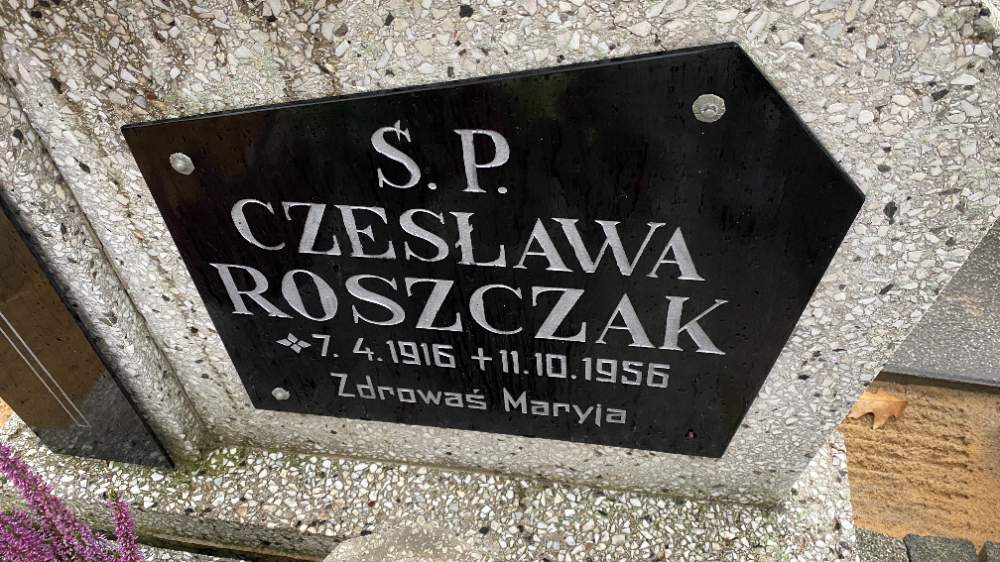 Ś. P.
CZESŁAWA
ROSZCZAK
7. 4. 1916 + 11. 10. 1956
Zdrowaś Maryja